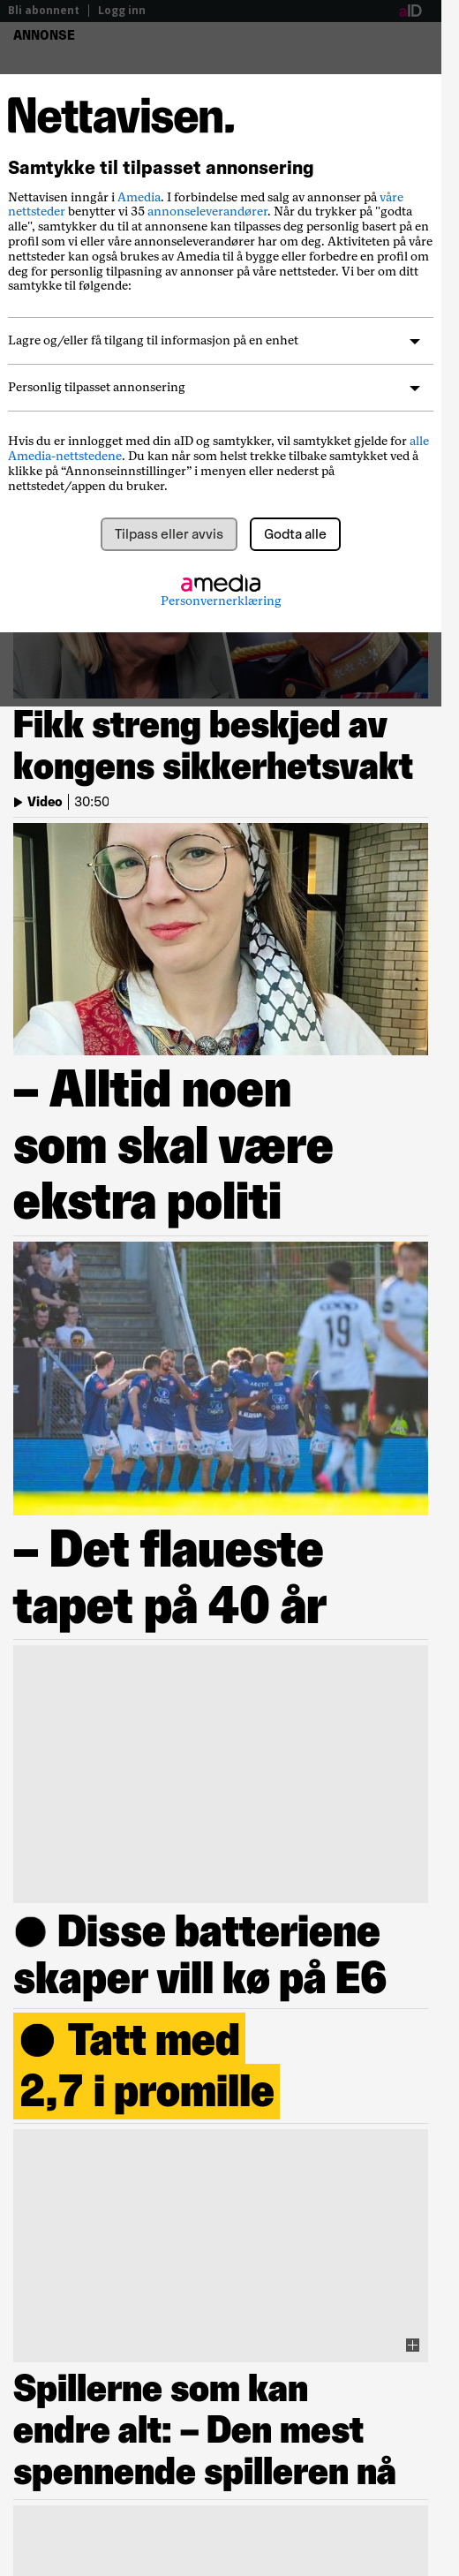 Bli abonnent | Logg inn aID
ANNONSE
Nettavisen.
Samtykke til tilpasset annonsering
Nettavisen inngår i Amedia. I forbindelse med salg av annonser på våre
nettsteder benytter vi 35 annonseleverandører. Når du trykker på "godta
alle", samtykker du til at annonsene kan tilpasses deg personlig basert på en
profil som vi eller våre annonseleverandører har om deg. Aktiviteten på våre
nettsteder kan også brukes av Amedia til å bygge eller forbedre en profil om
deg for personlig tilpasning av annonser på våre nettsteder. Vi ber om ditt
samtykke til følgende:
Lagre og/eller få tilgang til informasjon på en enhet
Personlig tilpasset annonsering
Hvis du er innlogget med din aID og samtykker, vil samtykket gjelde for alle
Amedia-nettstedene. Du kan når som helst trekke tilbake samtykket ved å
klikke på “Annonseinnstillinger” i menyen eller nederst på
nettstedet/appen du bruker.
Tilpass eller avvis Godta alle
amedia
Personvernerklæring
Fikk streng beskjed av
kongens sikkerhetsvakt
Video | 30:50
– Alltid noen
som skal være
ekstra politi
19
– Det flaueste
tapet på 40 år
● Disse batteriene
skaper vill kø på E6
● Tatt med
2,7 i promille
Spillerne som kan
endre alt: – Den mest
spennende spilleren nå